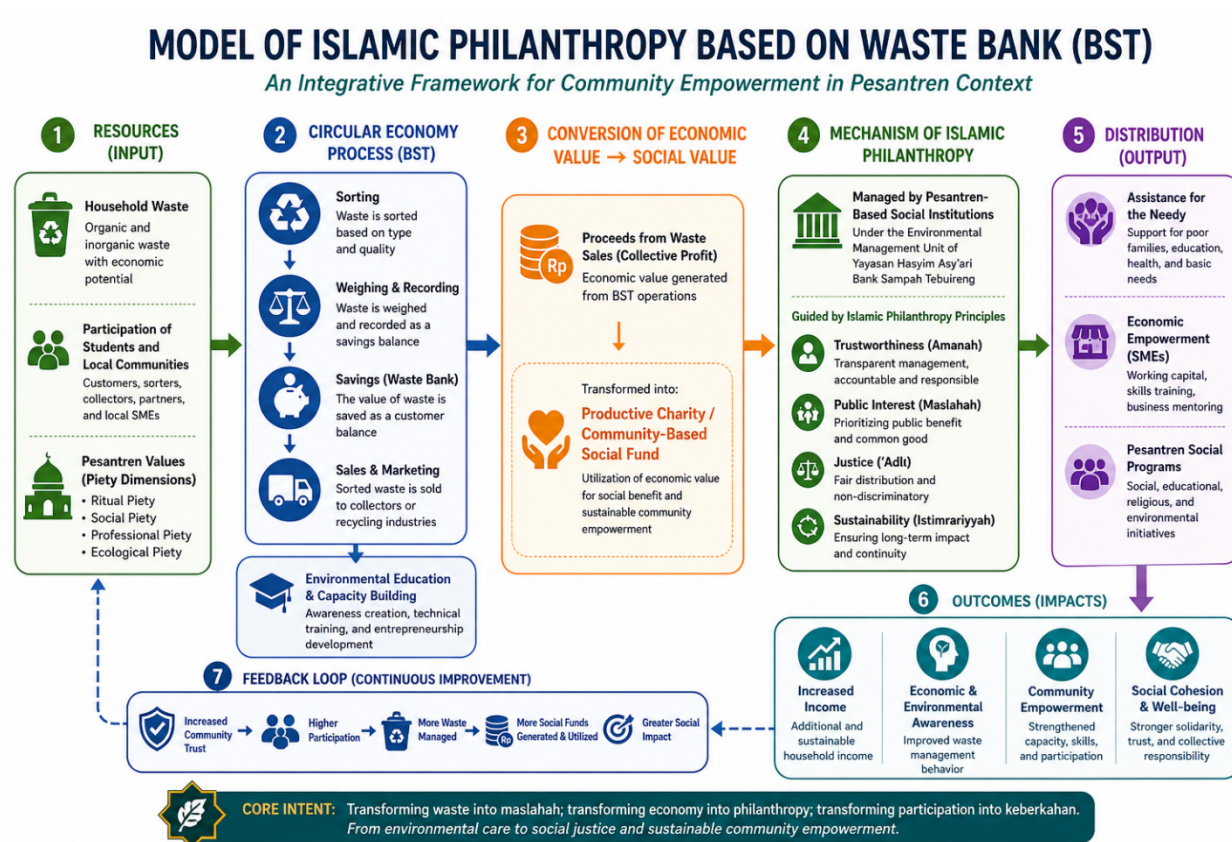 MODEL OF ISLAMIC PHILANTHROPY BASED ON WASTE BANK (BST)
An Integrative Framework for Community Empowerment in Pesantren Context
1 RESOURCES
(INPUT)
Household Waste
Organic and
inorganic waste
with economic
potential
Participation of
Students and
Local Communities
Customers, sorters,
collectors, partners,
and local SMEs
Pesantren Values
(Piety Dimensions)
• Ritual Piety
• Social Piety
• Professional Piety
• Ecological Piety
2 CIRCULAR ECONOMY
PROCESS (BST)
Sorting
Waste is sorted
based on type
and quality
Weighing & Recording
Waste is weighed
and recorded as a
savings balance
Savings (Waste Bank)
The value of waste is
saved as a customer
balance
Sales & Marketing
Sorted waste is sold
to collectors or
recycling industries
Environmental Education
& Capacity Building
Awareness creation, technical
training, and entrepreneurship
development
3 CONVERSION OF ECONOMIC
VALUE → SOCIAL VALUE
Rp
Proceeds from Waste
Sales (Collective Profit)
Economic value generated
from BST operations
Transformed into:
Productive Charity /
Community-Based
Social Fund
Utilization of economic value
for social benefit and
sustainable community
empowerment
4 MECHANISM OF ISLAMIC
PHILANTHROPY
Managed by Pesantren-
Based Social Institutions
Under the Environmental
Management Unit of
Yayasan Hasyim Asy'ari
Bank Sampah Tebuireng
Guided by Islamic Philanthropy Principles
Trustworthiness (Amanah)
Transparent management,
accountable and responsible
Public Interest (Maslahah)
Prioritizing public benefit
and common good
Justice ('Adlı)
Fair distribution and
non-discriminatory
Sustainability (Istimrariyyah)
Ensuring long-term impact
and continuity
5 DISTRIBUTION
(OUTPUT)
Assistance for
the Needy
Support for poor
families, education,
health, and basic
needs
Economic
Empowerment
(SMEs)
Working capital,
skills training,
business mentoring
Pesantren Social
Programs
Social, educational,
religious, and
environmental
initiatives
6 OUTCOMES (IMPACTS)
Increased
Income
Additional and
sustainable
household income
Economic &
Environmental
Awareness
Improved waste
management
behavior
Community
Empowerment
Strengthened
capacity, skills,
and participation
Social Cohesion
& Well-being
Stronger solidarity,
trust, and collective
responsibility
7 FEEDBACK LOOP (CONTINUOUS IMPROVEMENT)
Increased
Community
Trust
Higher
Participation
More Waste
Managed
Rp
More Social Funds
Generated & Utilized
Greater Social
Impact
CORE INTENT: Transforming waste into maslahah; transforming economy into philanthropy; transforming participation into keberkahan.
From environmental care to social justice and sustainable community empowerment.